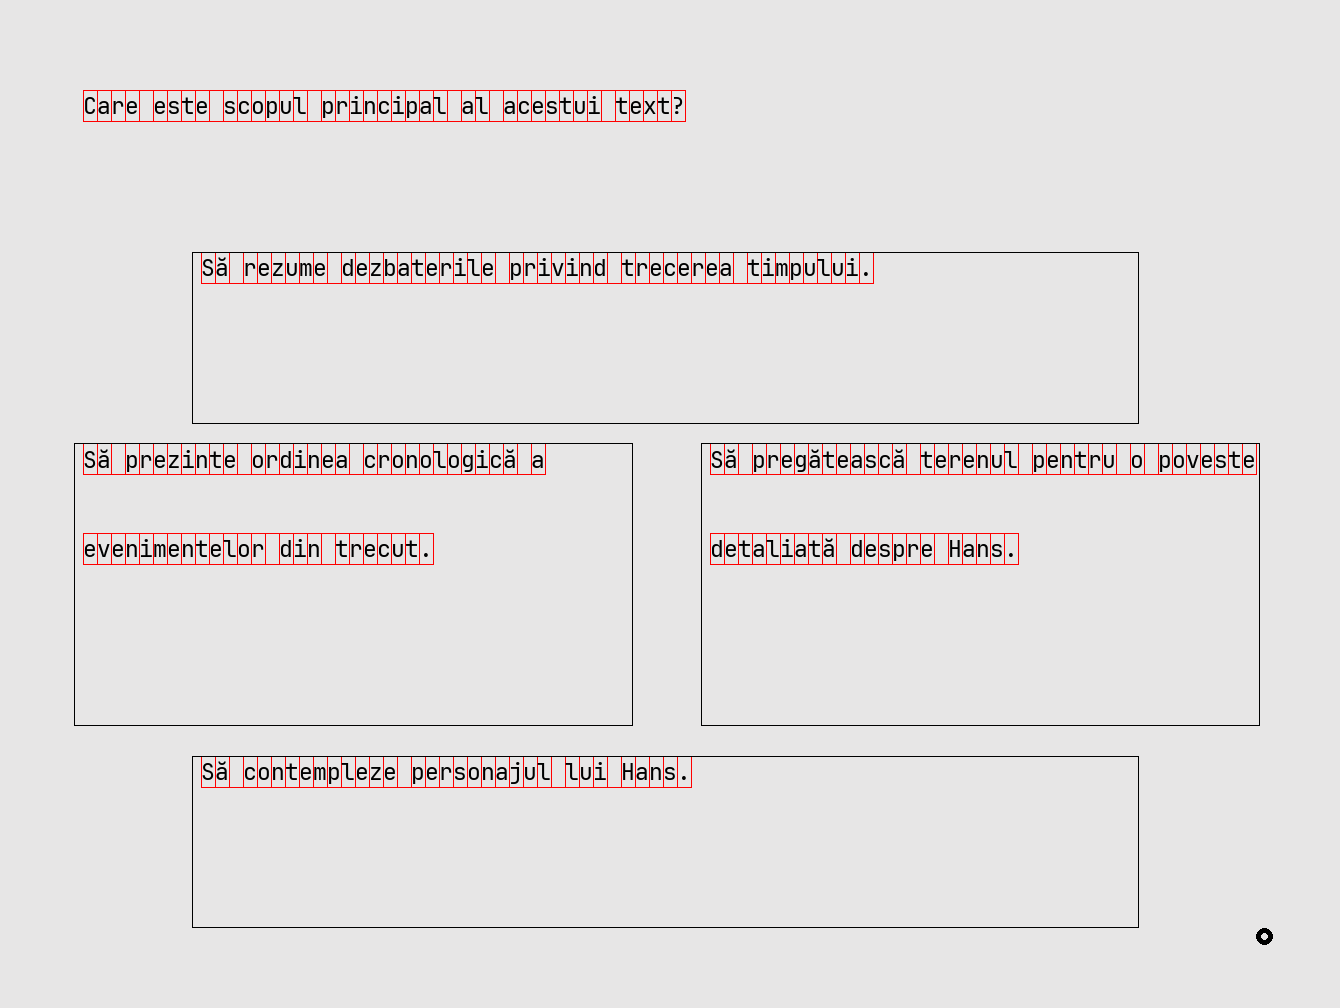 Care este scopul principal al acestui text?
Să rezume dezbaterile privind trecerea timpului.
Să prezinte ordinea cronologică a
evenimentelor din trecut.
Să pregătească terenul pentru o poveste
detaliată despre Hans.
Să contempleze personajul lui Hans.